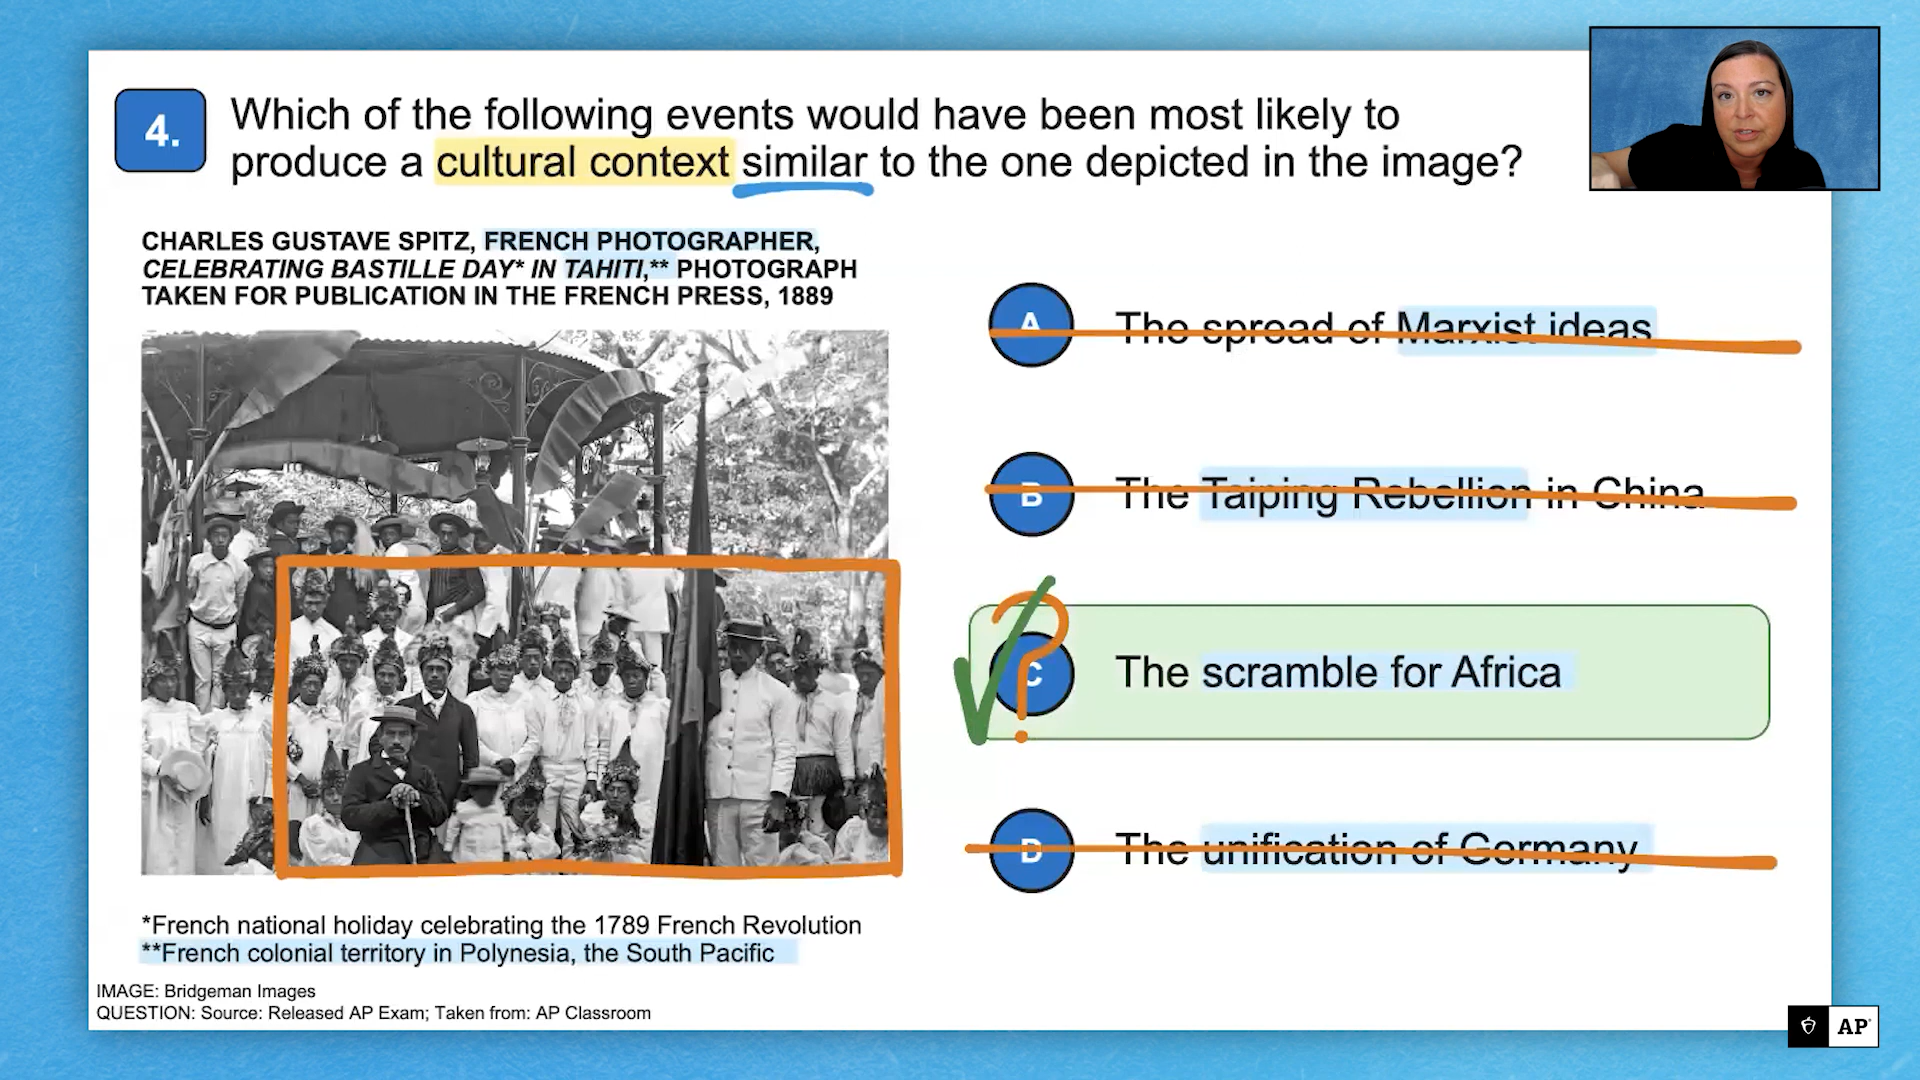 4.
Which of the following events would have been most likely to
produce a cultural context similar to the one depicted in the image?
CHARLES GUSTAVE SPITZ, FRENCH PHOTOGRAPHER,
CELEBRATING BASTILLE DAY* IN TAHITI,** PHOTOGRAPH
TAKEN FOR PUBLICATION IN THE FRENCH PRESS, 1889
A The spread of Marxist ideas
B The Taiping Rebellion in China
C The scramble for Africa
?
D The unification of Germany
*French national holiday celebrating the 1789 French Revolution
**French colonial territory in Polynesia, the South Pacific
IMAGE: Bridgeman Images
QUESTION: Source: Released AP Exam; Taken from: AP Classroom
AP